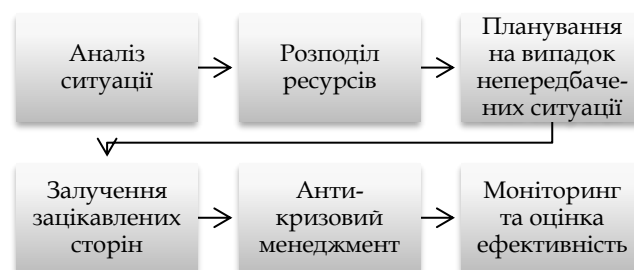 Аналіз
ситуації
Розподіл
ресурсів
Планування
на випадок
непередбаче-
них ситуації
Залучення
зацікавлених
сторін
Анти-
кризовий
менеджмент
Моніторинг
та оцінка
ефективність